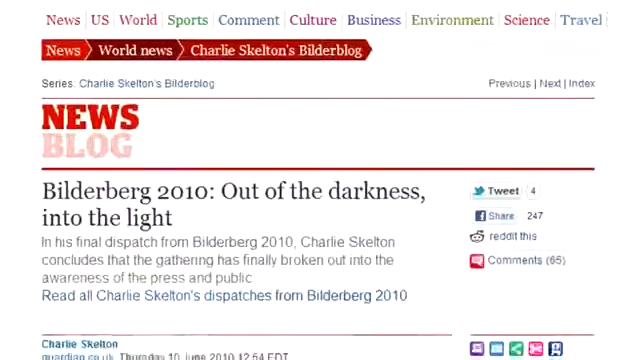 News US World Sports Comment Culture Business Environment Science Travel
News World news Charlie Skelton's Bilderblog
Series: Charlie Skelton's Bilderblog Previous | Next | Index
NEWS
BLOG
Bilderberg 2010: Out of the darkness,
into the light
In his final dispatch from Bilderberg 2010, Charlie Skelton
concludes that the gathering has finally broken out into the
awareness of the press and public
Read all Charlie Skelton's dispatches from Bilderberg 2010
Tweet 4
Share 247
reddit this
Comments (65)
Charlie Skelton
guardian.co.uk, Thursday 10 June 2010 12.54 EDT